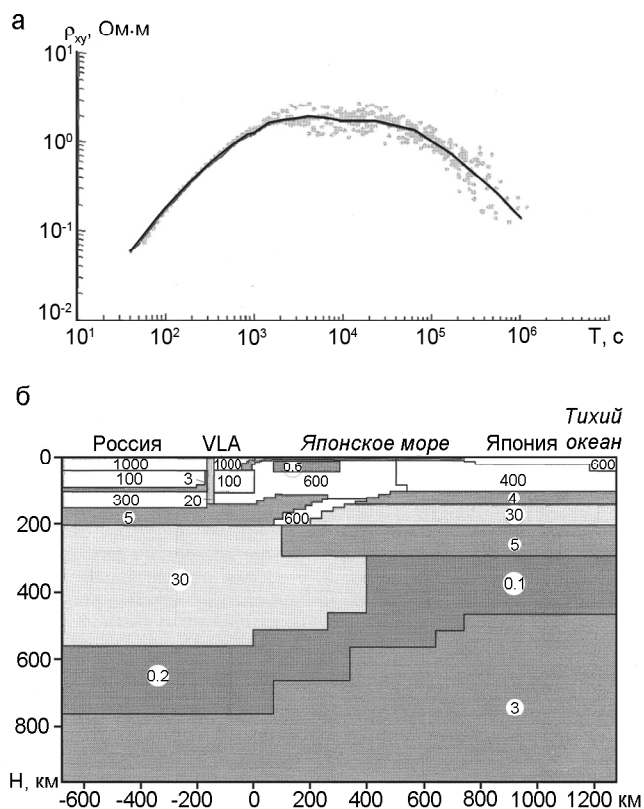 а
ρxy, Ом·м
10¹
10⁰
10⁻¹
10⁻²
10¹ 10² 10³ 10⁴ 10⁵ 10⁶ Т, с
б
Тихий
Россия VLA Японское море Япония океан
0 1000 1000 0.6 600
100 3 100 600 400
300 20 4
200 5 600 30
5
400 30 0.1
600
0.2
800 3
Н, км
-600 -400 -200 0 200 400 600 800 1000 1200 км